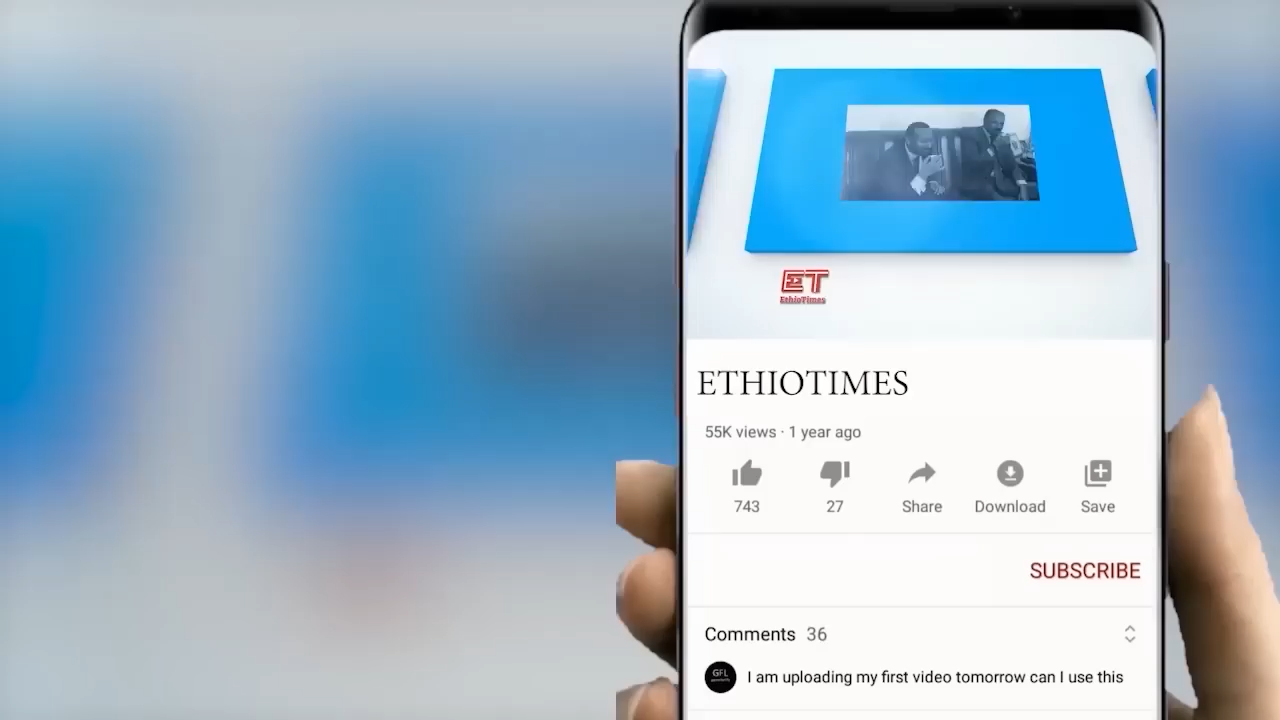 ET
EthioTimes
ETHIOTIMES
55K views · 1 year ago
743
27
Share
Download
Save
SUBSCRIBE
Comments 36
GFL
I am uploading my first video tomorrow can I use this